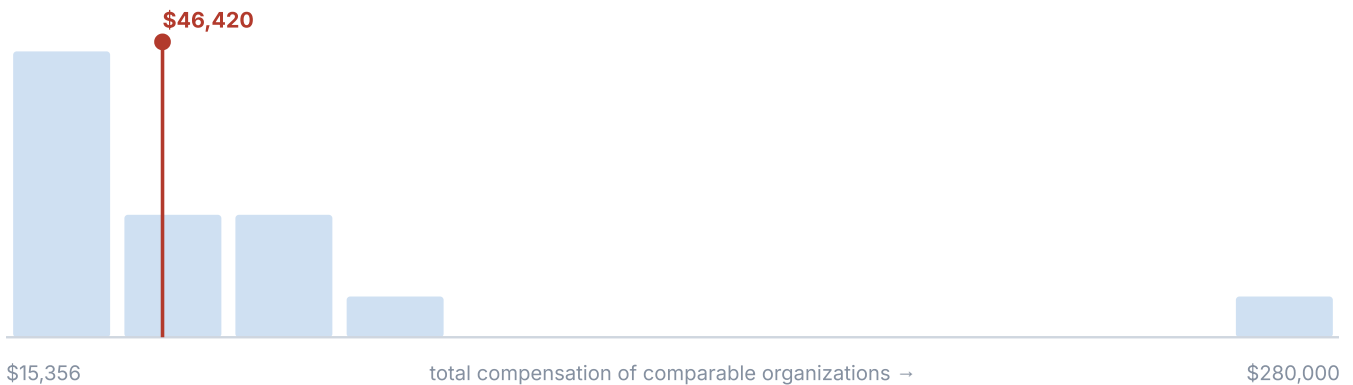 $46,420
$15,356
total compensation of comparable organizations →
$280,000